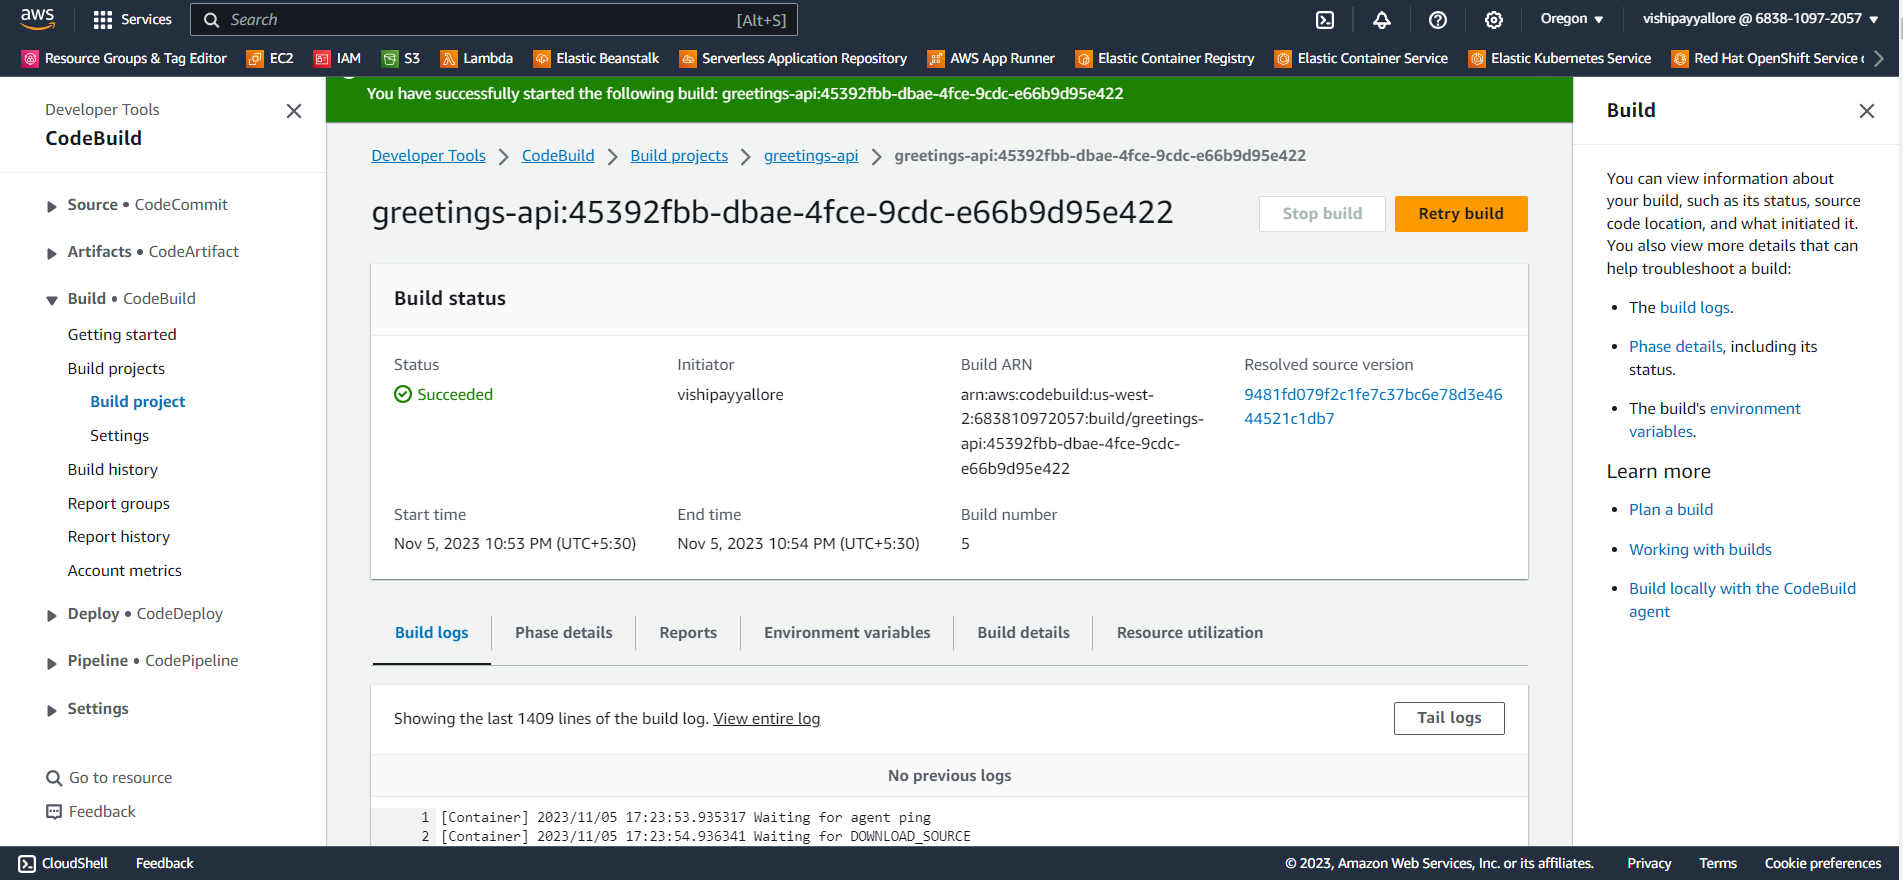 aws
Services
Search
[Alt+S]
Oregon
vishipayyallore @ 6838-1097-2057
Resource Groups & Tag Editor
EC2
IAM
S3
Lambda
Elastic Beanstalk
Serverless Application Repository
AWS App Runner
Elastic Container Registry
Elastic Container Service
Elastic Kubernetes Service
Red Hat OpenShift Service
Developer Tools
CodeBuild
Source • CodeCommit
Artifacts • CodeArtifact
Build • CodeBuild
Getting started
Build projects
Build project
Settings
Build history
Report groups
Report history
Account metrics
Deploy • CodeDeploy
Pipeline • CodePipeline
Settings
Go to resource
Feedback
You have successfully started the following build: greetings-api:45392fbb-dbae-4fce-9cdc-e66b9d95e422
Developer Tools > CodeBuild > Build projects > greetings-api > greetings-api:45392fbb-dbae-4fce-9cdc-e66b9d95e422
greetings-api:45392fbb-dbae-4fce-9cdc-e66b9d95e422
Stop build
Retry build
Build status
Status
Succeeded
Initiator
vishipayyallore
Build ARN
arn:aws:codebuild:us-west-
2:683810972057:build/greetings-
api:45392fbb-dbae-4fce-9cdc-
e66b9d95e422
Resolved source version
9481fd079f2c1fe7c37bc6e78d3e46
44521c1db7
Start time
Nov 5, 2023 10:53 PM (UTC+5:30)
End time
Nov 5, 2023 10:54 PM (UTC+5:30)
Build number
5
Build logs
Phase details
Reports
Environment variables
Build details
Resource utilization
Showing the last 1409 lines of the build log. View entire log
Tail logs
No previous logs
1 [Container] 2023/11/05 17:23:53.935317 Waiting for agent ping
2 [Container] 2023/11/05 17:23:54.936341 Waiting for DOWNLOAD_SOURCE
Build
You can view information about
your build, such as its status, source
code location, and what initiated it.
You also view more details that can
help troubleshoot a build:
• The build logs.
• Phase details, including its
status.
• The build's environment
variables.
Learn more
• Plan a build
• Working with builds
• Build locally with the CodeBuild
agent
CloudShell
Feedback
© 2023, Amazon Web Services, Inc. or its affiliates.
Privacy
Terms
Cookie preferences